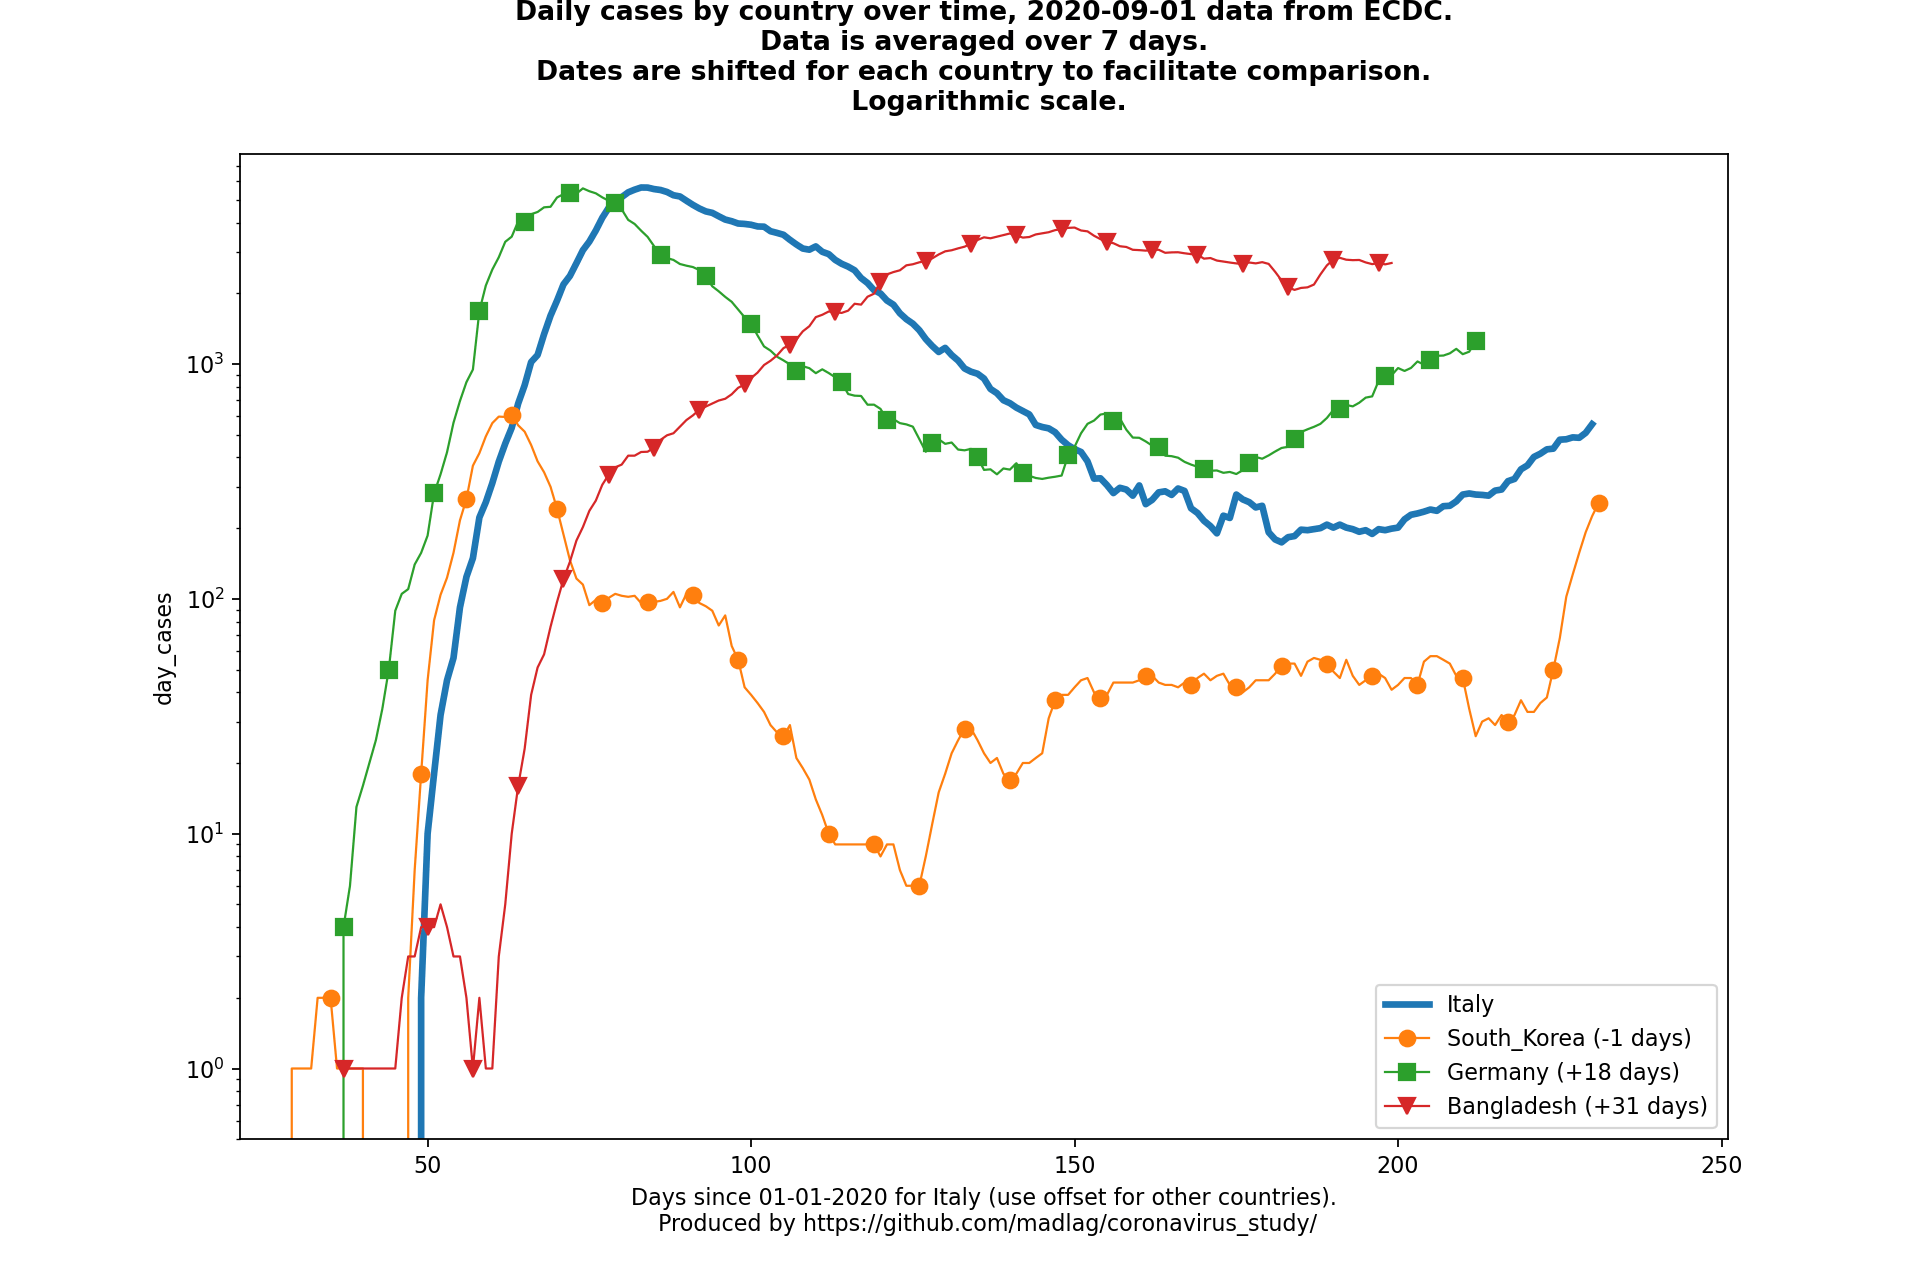 Daily cases by country over time, 2020-09-01 data from ECDC.
Data is averaged over 7 days.
Dates are shifted for each country to facilitate comparison.
Logarithmic scale.
10³
10²
10¹
10⁰
day_cases
50 100 150 200 250
Italy
South_Korea (-1 days)
Germany (+18 days)
Bangladesh (+31 days)
Days since 01-01-2020 for Italy (use offset for other countries).
Produced by https://github.com/madlag/coronavirus_study/